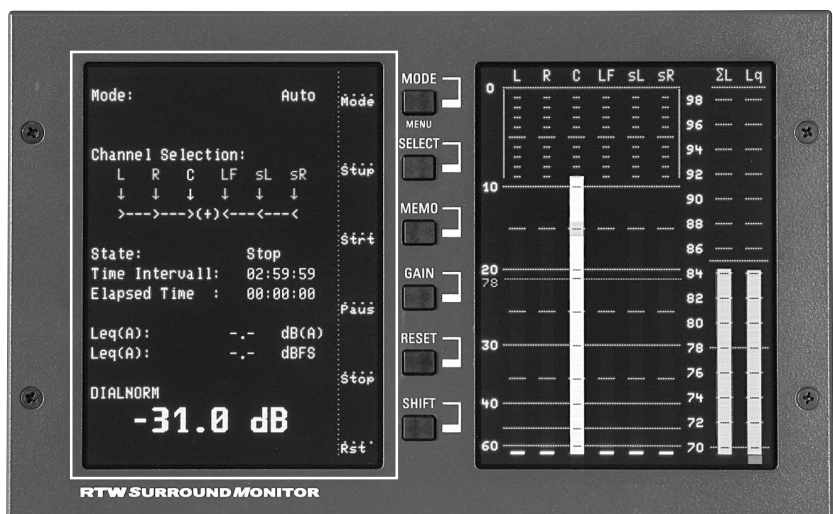 Mode: Auto Mode
Channel Selection:
L R C LF sL sR
↓ ↓ ↓ ↓ ↓ ↓
>--->--->(+)<---<---<
Stup
Strt
State: Stop
Time Intervall: 02:59:59
Elapsed Time : 00:00:00
Paus
Leq(A): -.- dB(A)
Leq(A): -.- dBFS
Stop
DIALNORM
-31.0 dB
Rst
RTW SURROUND MONITOR
MODE
MENU
SELECT
MEMO
GAIN
RESET
SHIFT
L R C LF sL sR ΣL Lq
0
10
20
78
30
40
60
98
96
94
92
90
88
86
84
82
80
78
76
74
72
70